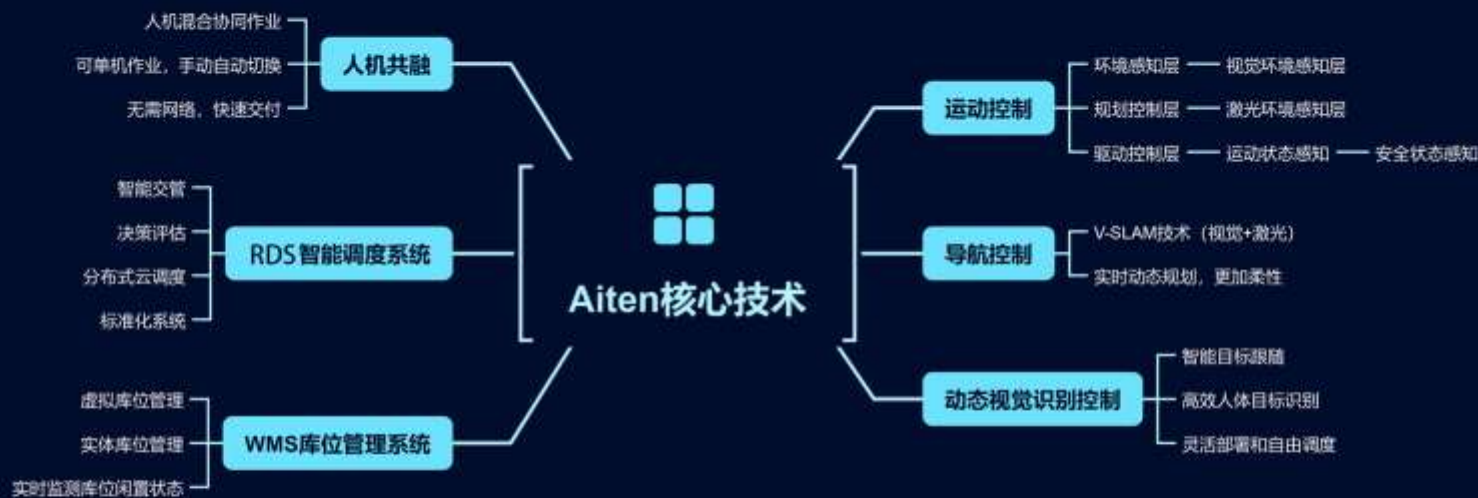 Aiten核心技术
人机共融
人机混合协同作业
可单机作业，手动自动切换
无需网络，快速交付
RDS智能调度系统
智能交管
决策评估
分布式云调度
标准化系统
WMS库位管理系统
虚拟库位管理
实体库位管理
实时监测库位闲置状态
运动控制
环境感知层
视觉环境感知层
规划控制层
激光环境感知层
驱动控制层
运动状态感知
安全状态感知
导航控制
V-SLAM技术（视觉+激光）
实时动态规划，更加柔性
动态视觉识别控制
智能目标跟随
高效人体目标识别
灵活部署和自由调度